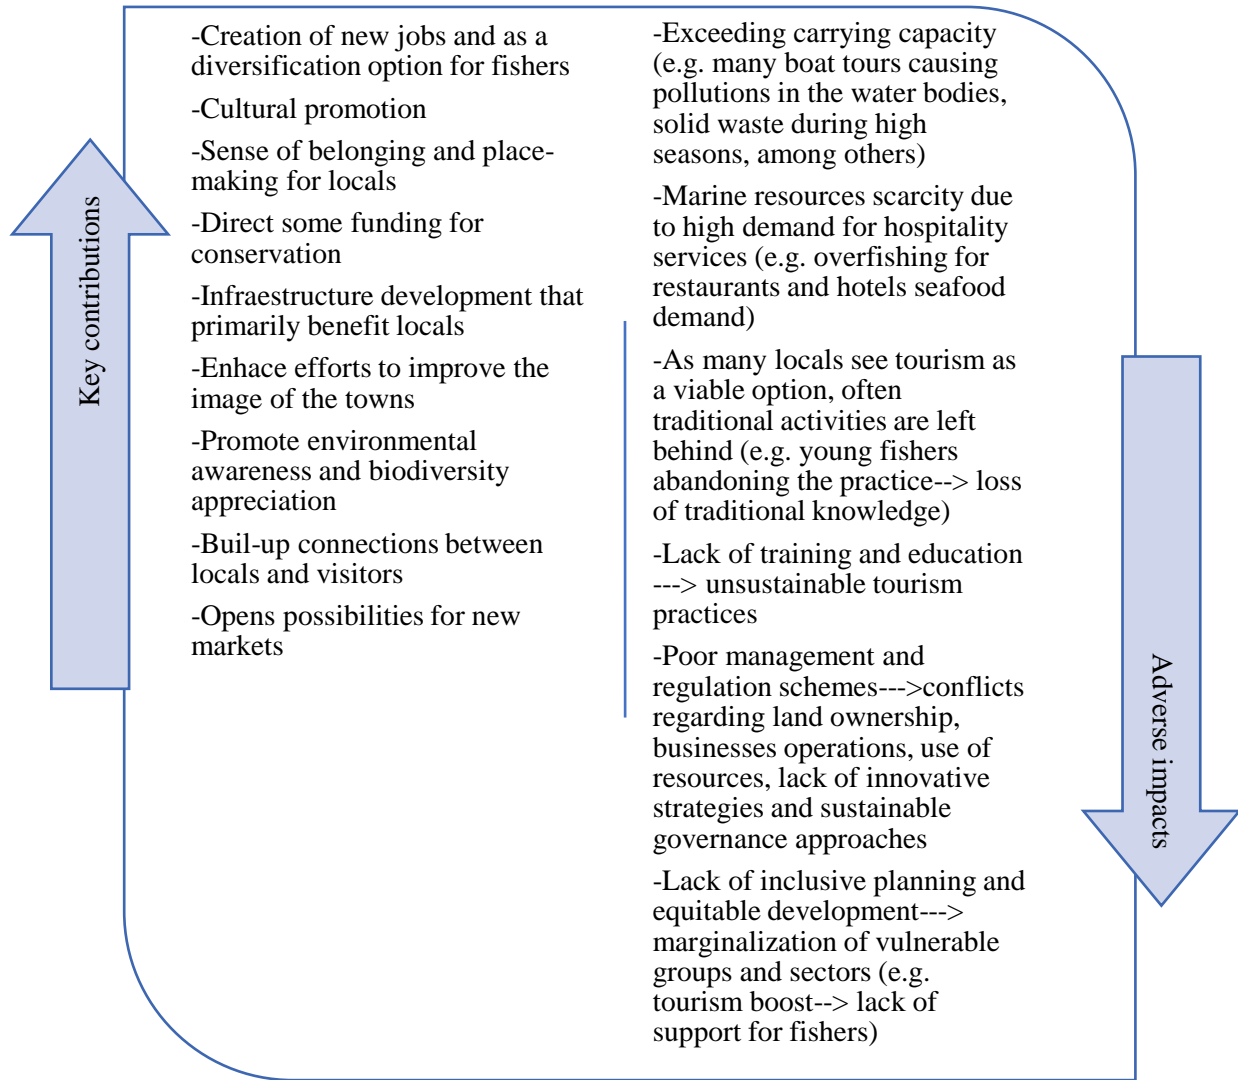 Key contributions
-Creation of new jobs and as a
diversification option for fishers
-Cultural promotion
-Sense of belonging and place-
making for locals
-Direct some funding for
conservation
-Infraestructure development that
primarily benefit locals
-Enhace efforts to improve the
image of the towns
-Promote environmental
awareness and biodiversity
appreciation
-Buil-up connections between
locals and visitors
-Opens possibilities for new
markets
-Exceeding carrying capacity
(e.g. many boat tours causing
pollutions in the water bodies,
solid waste during high
seasons, among others)
-Marine resources scarcity due
to high demand for hospitality
services (e.g. overfishing for
restaurants and hotels seafood
demand)
-As many locals see tourism as
a viable option, often
traditional activities are left
behind (e.g. young fishers
abandoning the practice--> loss
of traditional knowledge)
-Lack of training and education
---> unsustainable tourism
practices
-Poor management and
regulation schemes--->conflicts
regarding land ownership,
businesses operations, use of
resources, lack of innovative
strategies and sustainable
governance approaches
-Lack of inclusive planning and
equitable development--->
marginalization of vulnerable
groups and sectors (e.g.
tourism boost--> lack of
support for fishers)
Adverse impacts